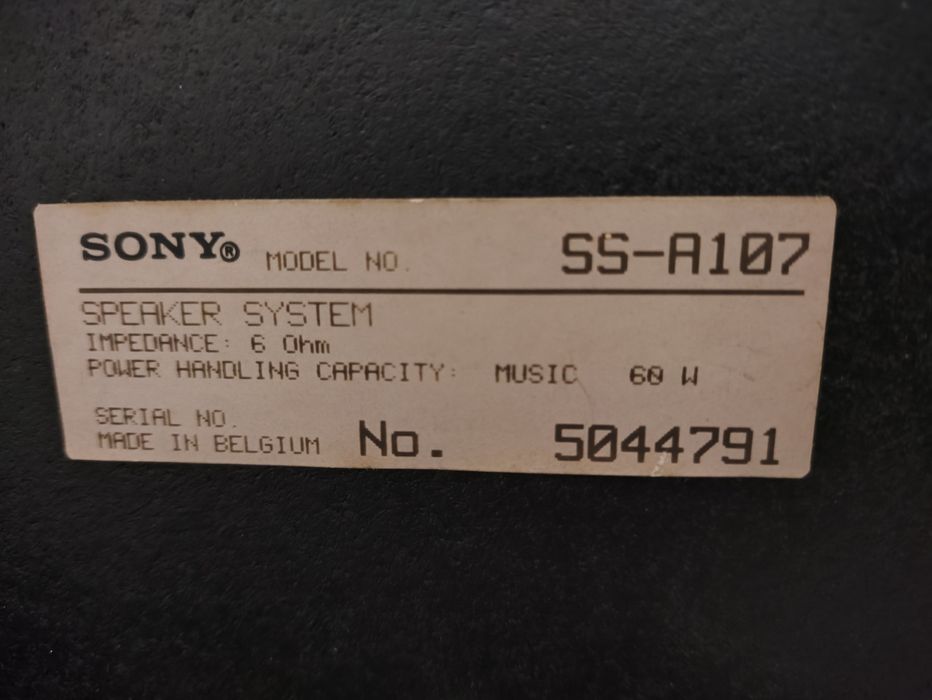 SONY® MODEL NO. SS-A107
SPEAKER SYSTEM
IMPEDANCE: 6 Ohm
POWER HANDLING CAPACITY: MUSIC 60 W
SERIAL NO.
MADE IN BELGIUM No. 5044791